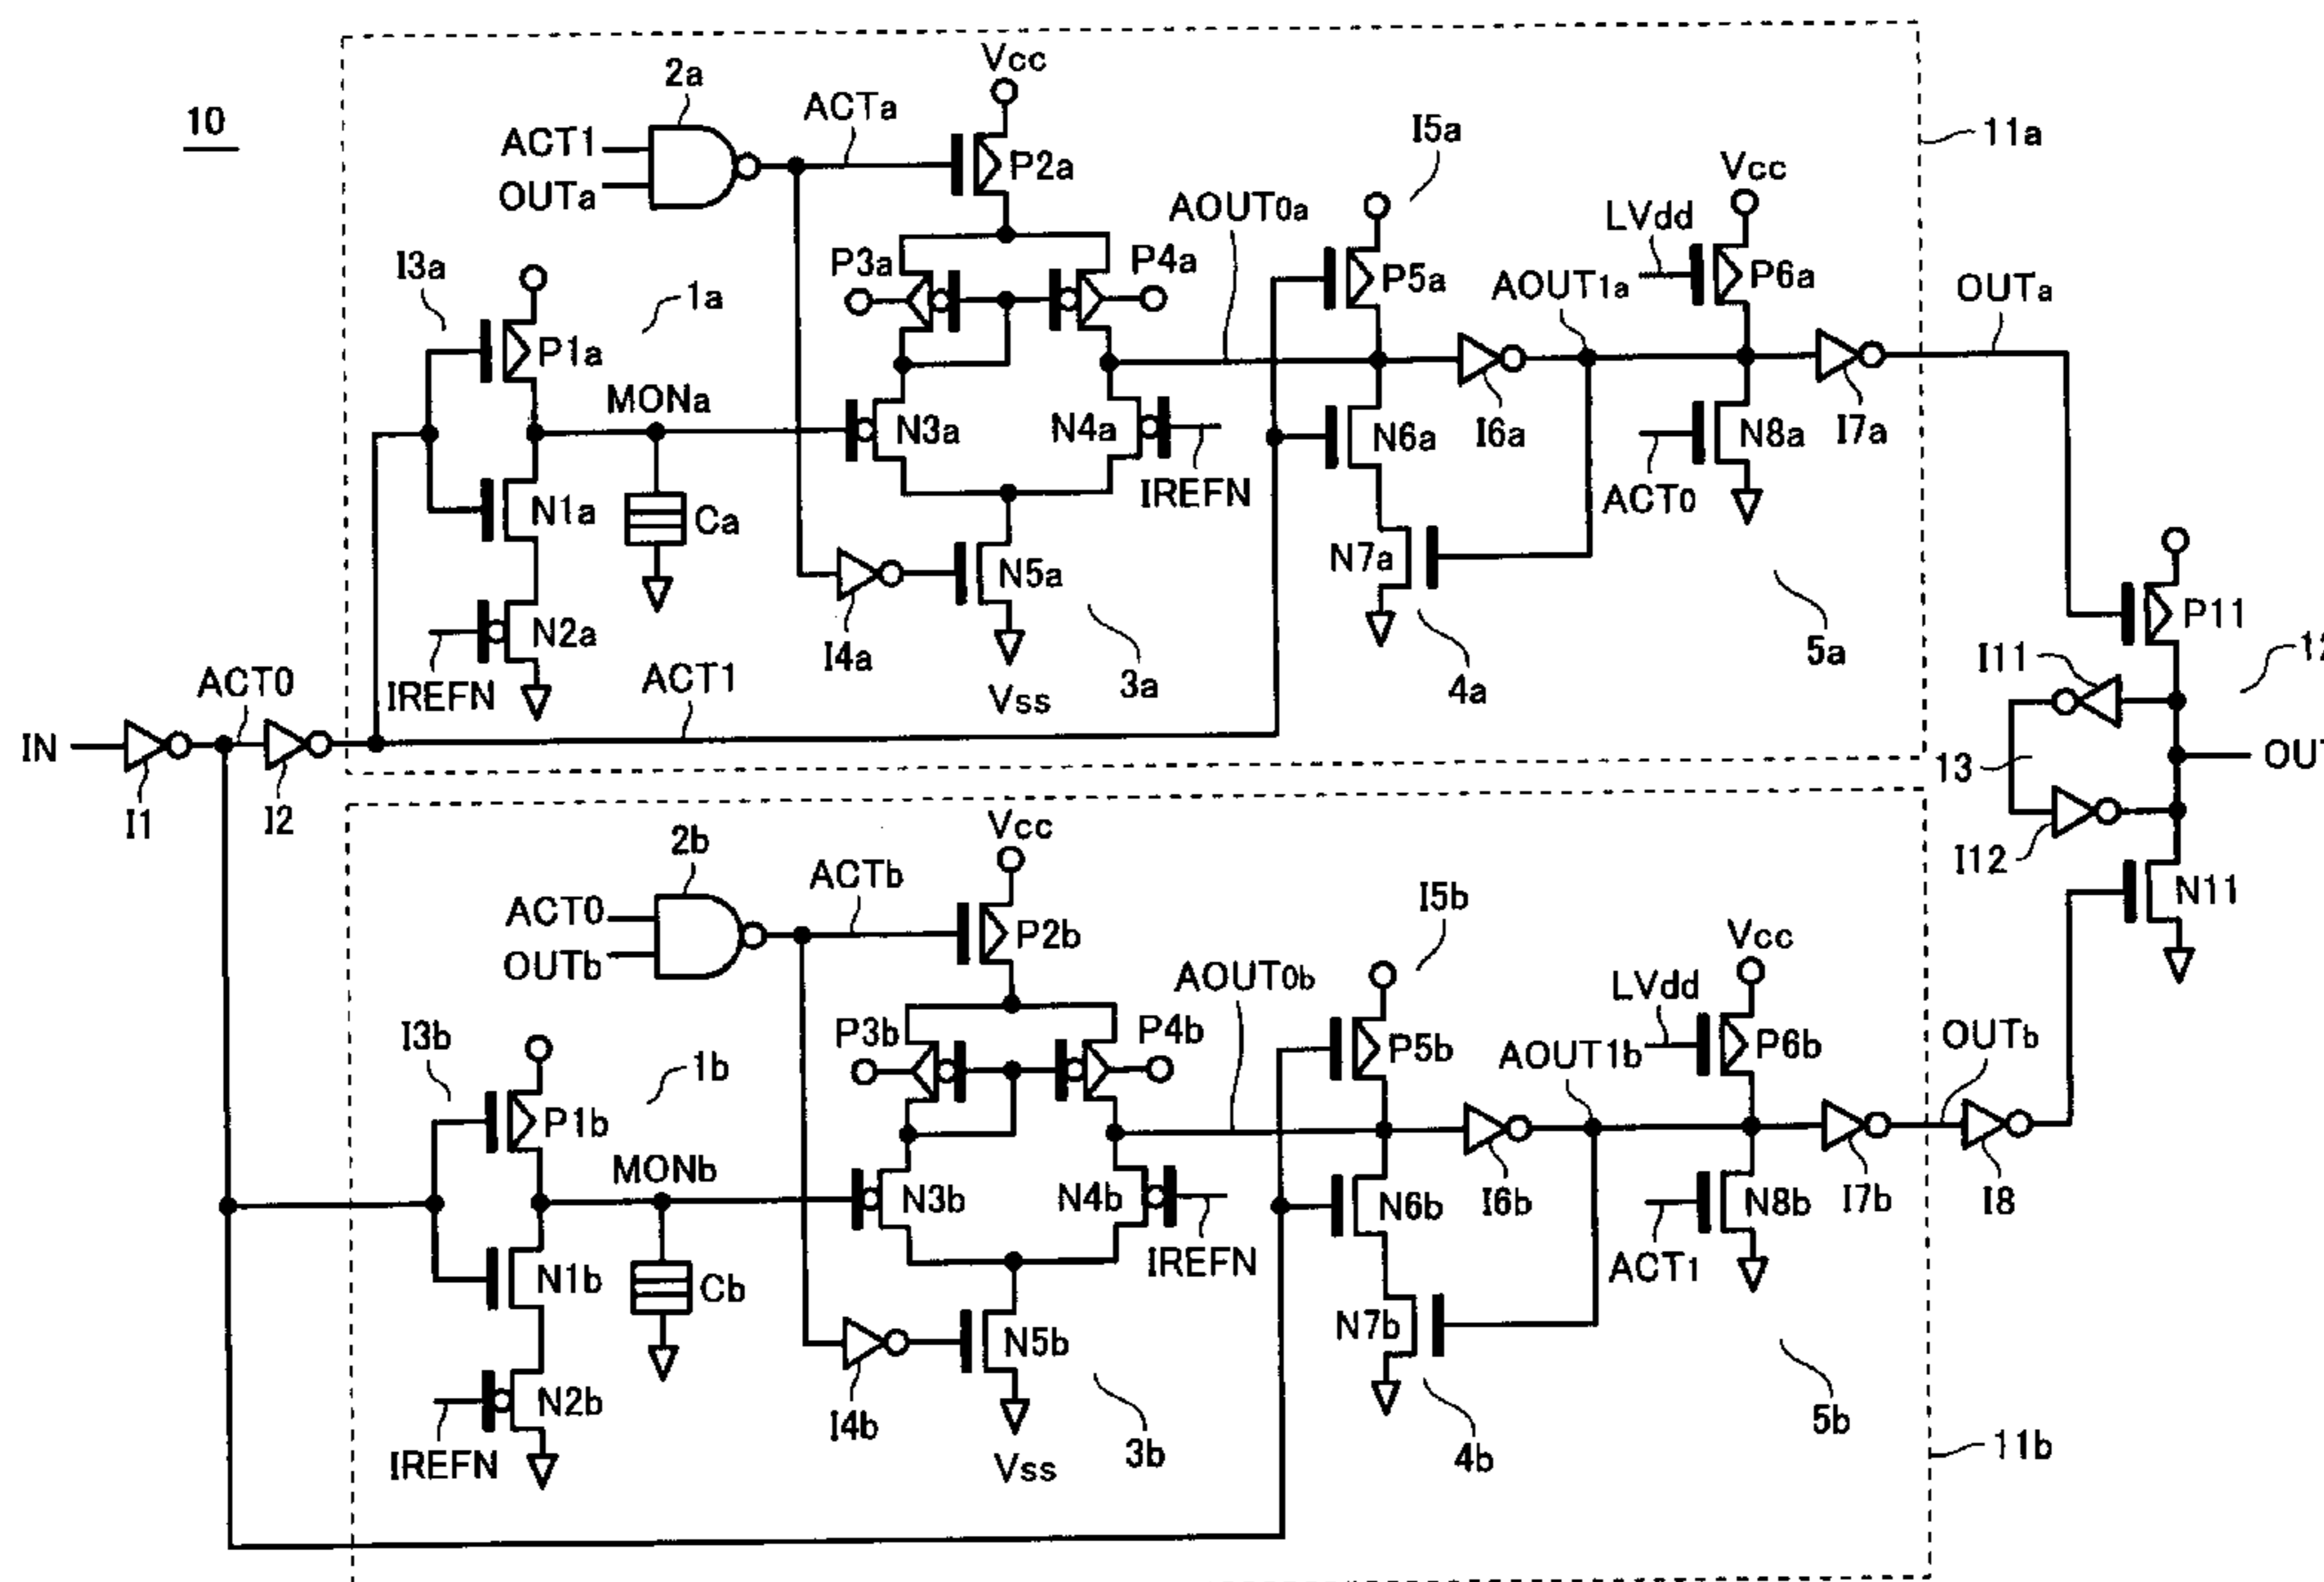 10
2a
ACTa
Vcc
ACT1
OUTa
P2a
I5a
Vcc
11a
AOUT0a
LVdd
I3a
1a
P3a
P4a
P5a
AOUT1a
P6a
OUTa
P1a
MONa
N3a
N4a
IREFN
N6a
I6a
N8a
I7a
N1a
Ca
ACT0
N7a
N5a
P11
N2a
I4a
3a
4a
5a
I11
IREFN
ACT1
Vss
ACT0
IN
OUT
13
I1
I2
I12
N11
2b
Vcc
ACTb
ACT0
OUTb
P2b
I5b
Vcc
AOUT0b
LVdd
OUTb
I3b
1b
P3b
P4b
P5b
AOUT1b
P6b
P1b
MONb
N3b
N4b
IREFN
N6b
I6b
N8b
I7b
I8
N1b
Cb
ACT1
N7b
N5b
N2b
I4b
3b
4b
5b
11b
IREFN
Vss